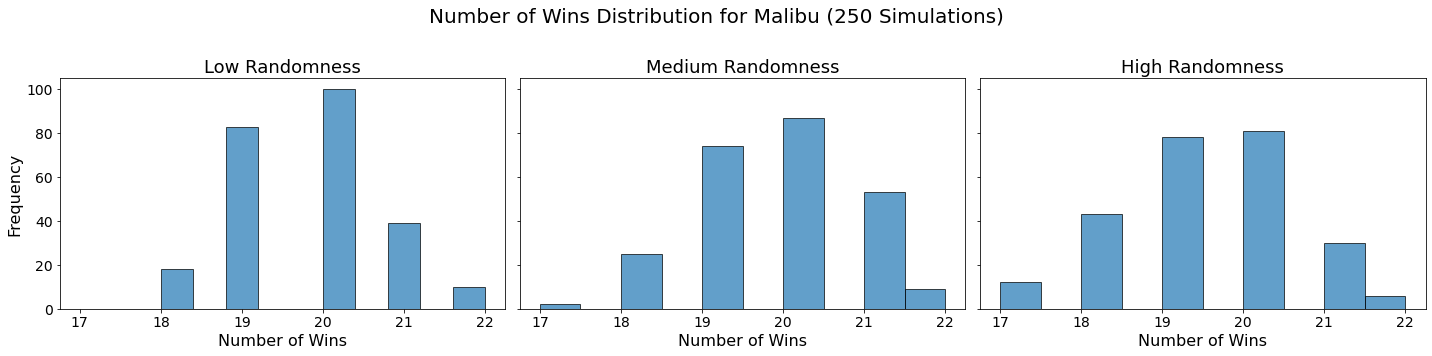 Number of Wins Distribution for Malibu (250 Simulations)
Low Randomness
Medium Randomness
High Randomness
Frequency
100
80
60
40
20
0
17 18 19 20 21 22
17 18 19 20 21 22
17 18 19 20 21 22
Number of Wins
Number of Wins
Number of Wins